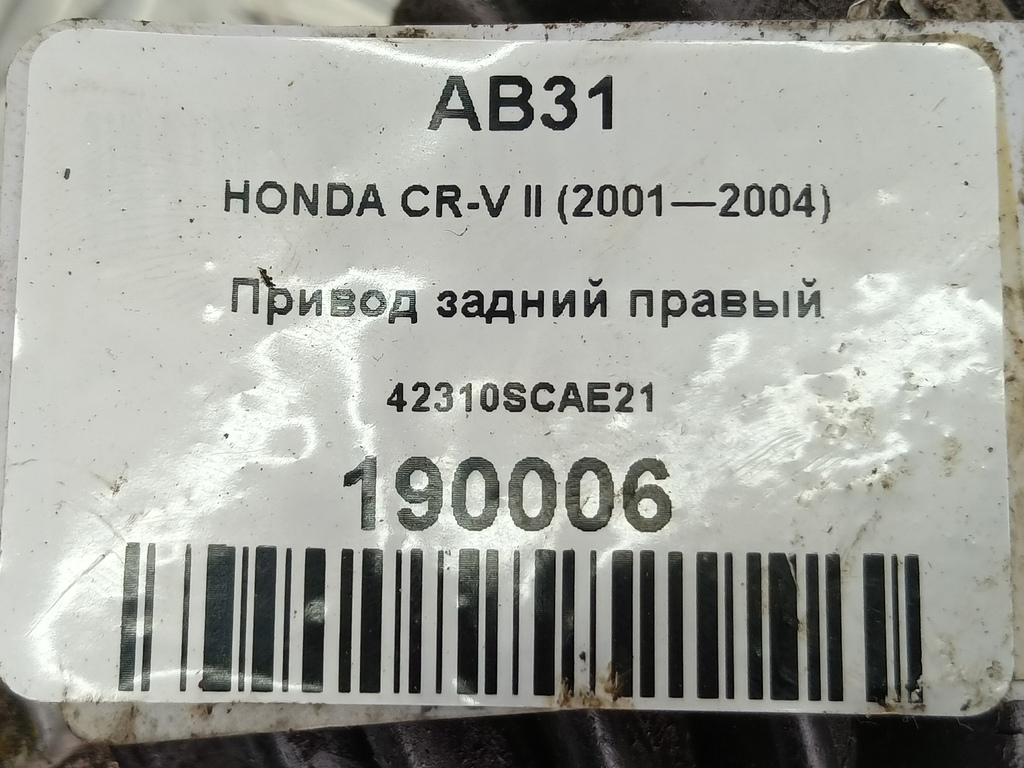 AB31
HONDA CR-V II (2001—2004)
Привод задний правый
42310SCAE21
190006